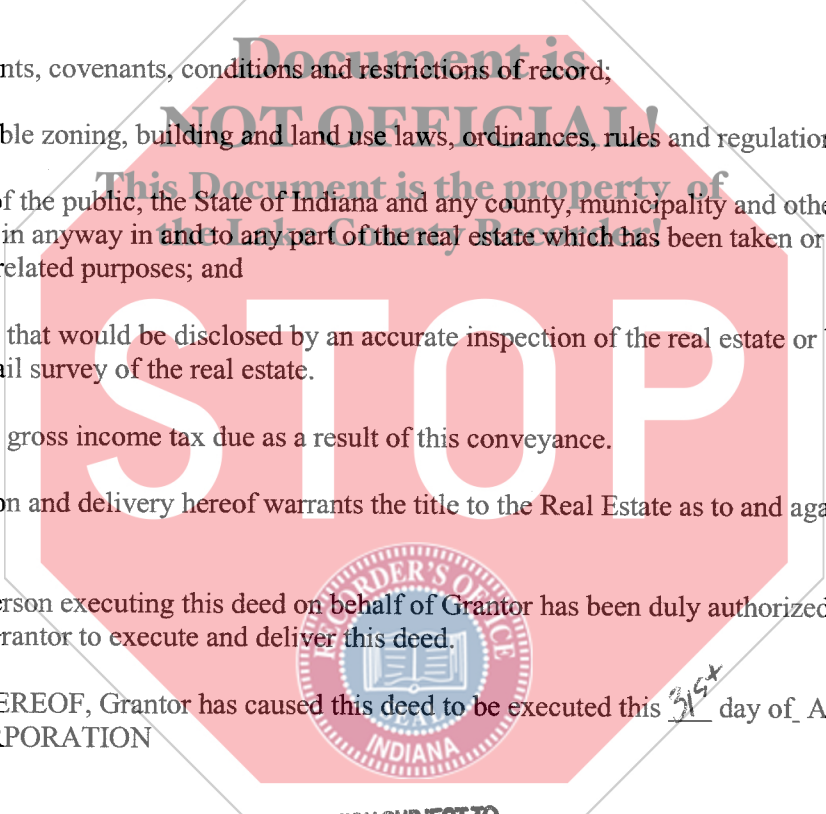 Document is
nts, covenants, conditions and restrictions of record;
NOT OFFICIAL!
ble zoning, building and land use laws, ordinances, rules and regulation
This Document is the property of
of the public, the State of Indiana and any county, municipality and othe
the Lake County Recorder!
in anyway in and to any part of the real estate which has been taken or
related purposes; and
STOP
that would be disclosed by an accurate inspection of the real estate or
ail survey of the real estate.
gross income tax due as a result of this conveyance.
on and delivery hereof warrants the title to the Real Estate as to and aga
RECORDER'S OFFICE
erson executing this deed on behalf of Grantor has been duly authorized
rantor to execute and deliver this deed.
SEAL
EREOF, Grantor has caused this deed to be executed this 31st day of A
RPORATION
INDIANA
SUBJECT TO